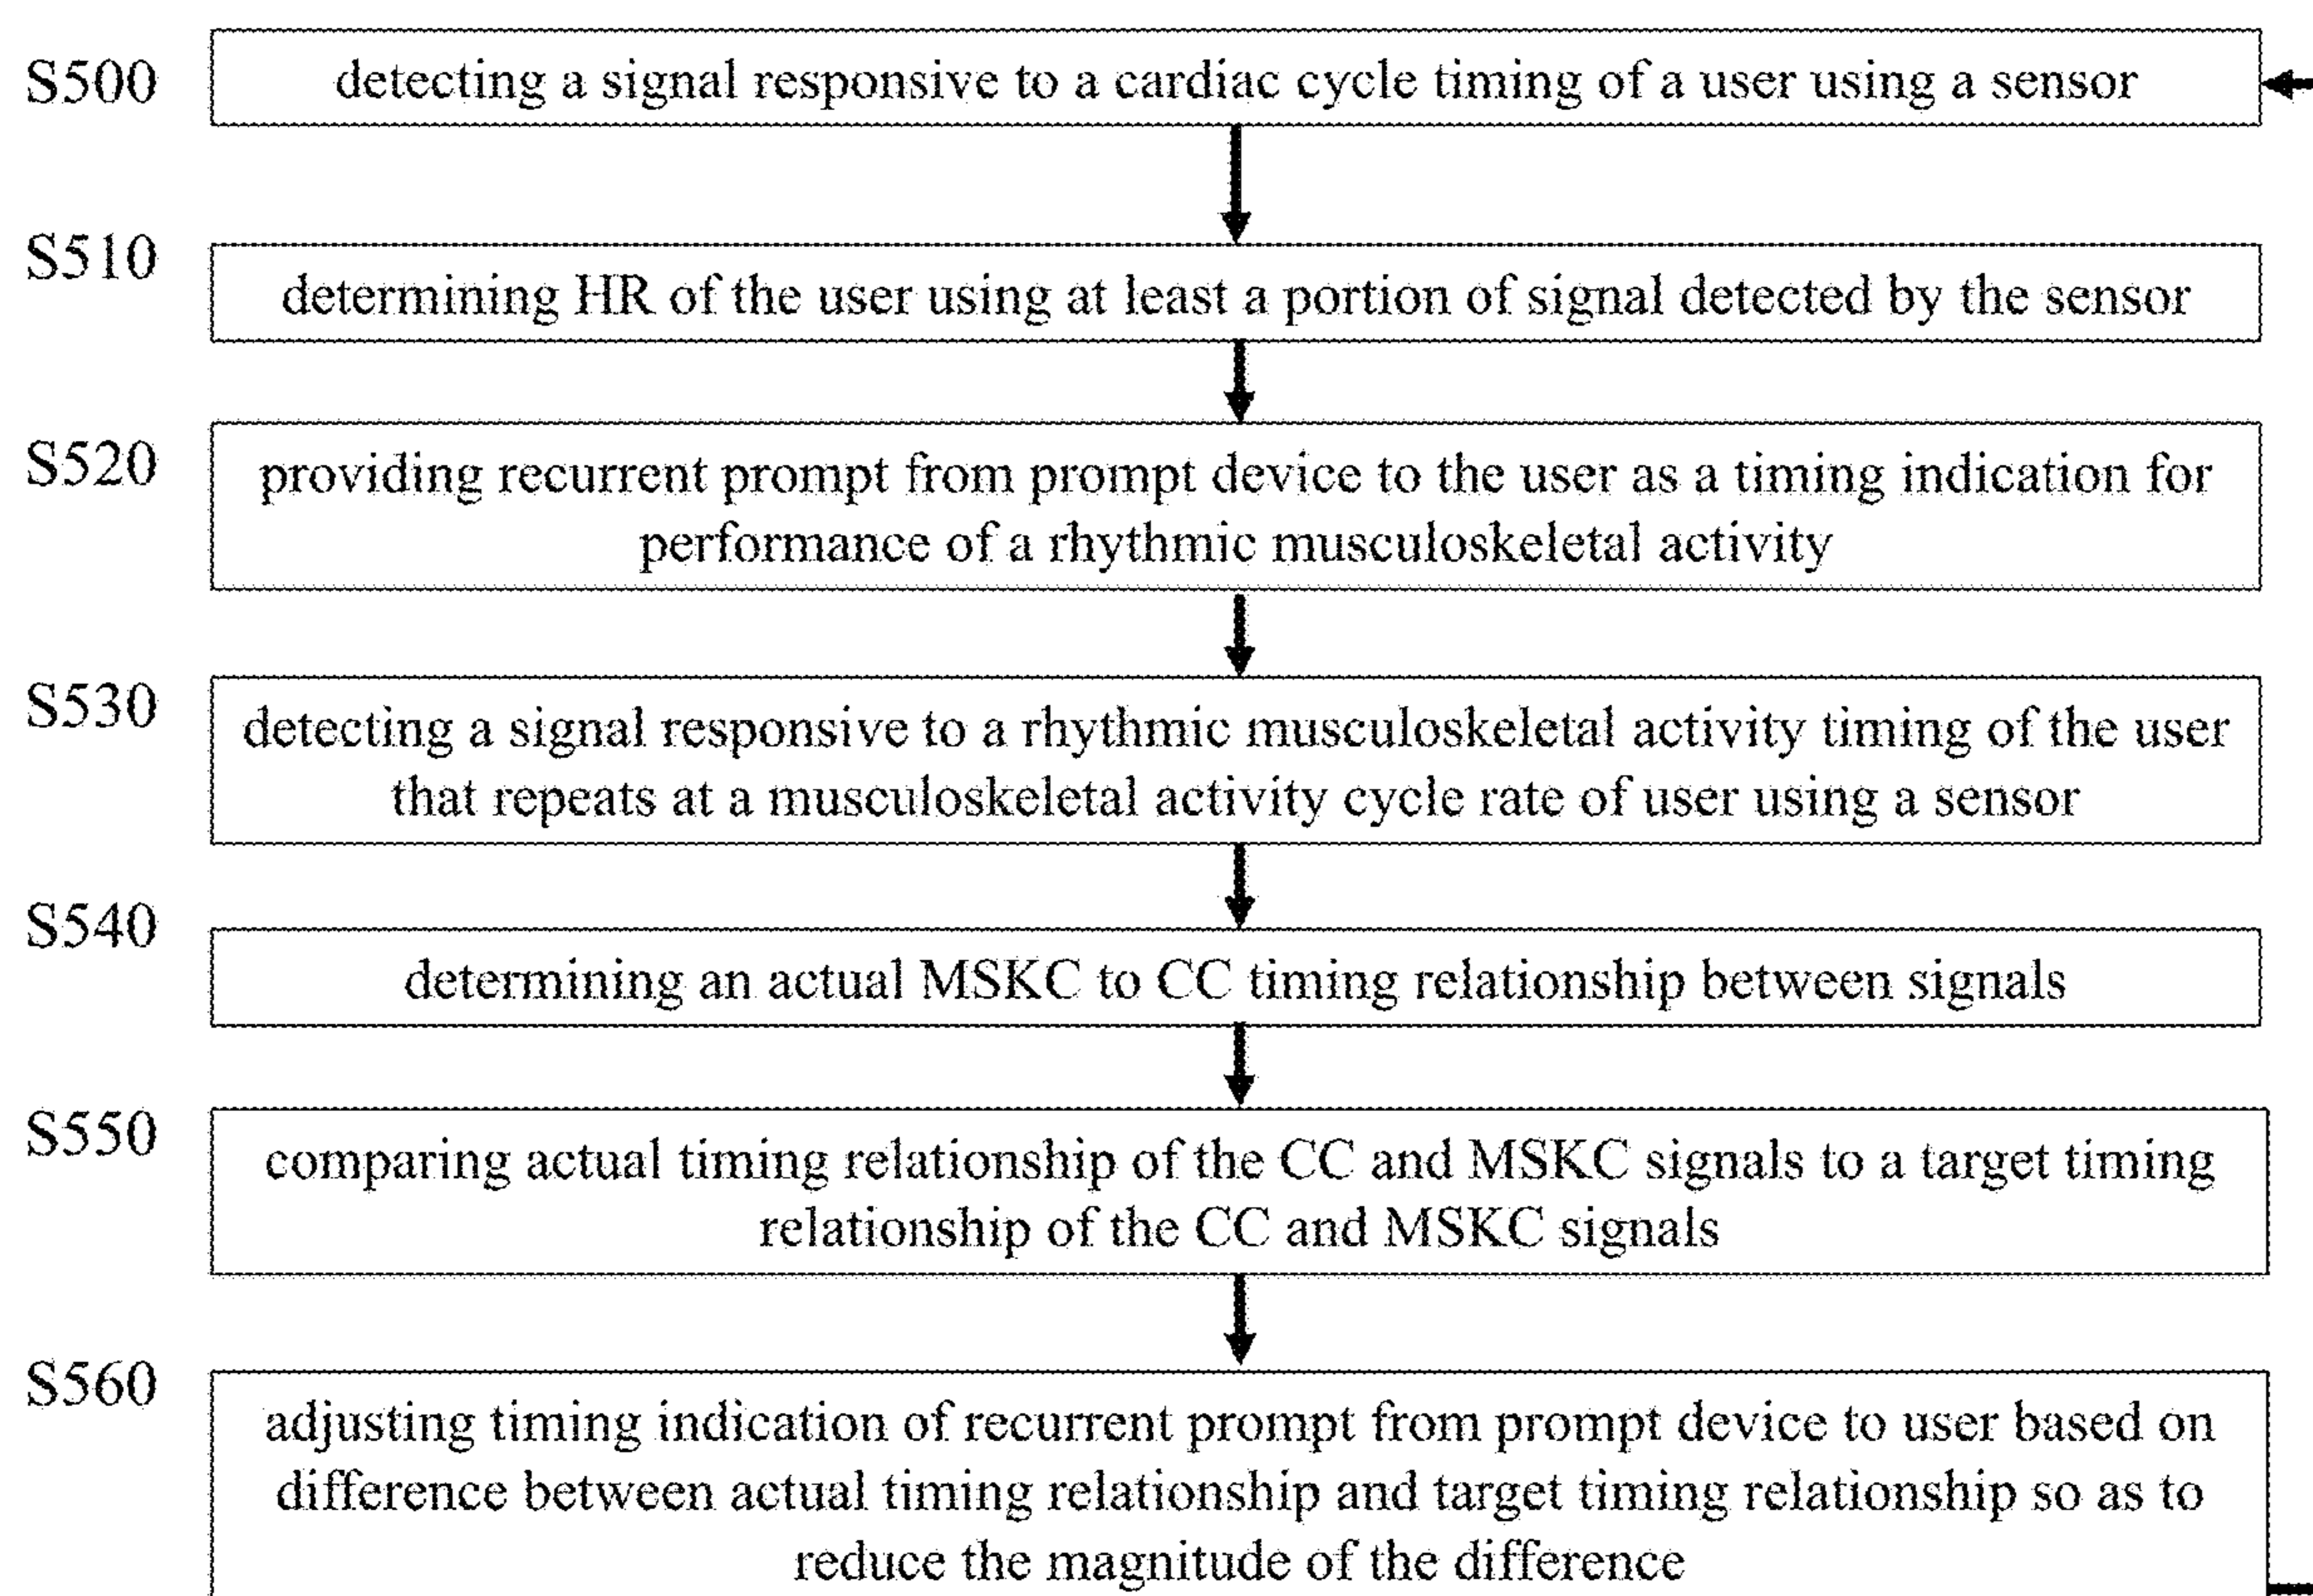 S500
detecting a signal responsive to a cardiac cycle timing of a user using a sensor
S510
determining HR of the user using at least a portion of signal detected by the sensor
S520
providing recurrent prompt from prompt device to the user as a timing indication for
performance of a rhythmic musculoskeletal activity
S530
detecting a signal responsive to a rhythmic musculoskeletal activity timing of the user
that repeats at a musculoskeletal activity cycle rate of user using a sensor
S540
determining an actual MSKC to CC timing relationship between signals
S550
comparing actual timing relationship of the CC and MSKC signals to a target timing
relationship of the CC and MSKC signals
S560
adjusting timing indication of recurrent prompt from prompt device to user based on
difference between actual timing relationship and target timing relationship so as to
reduce the magnitude of the difference